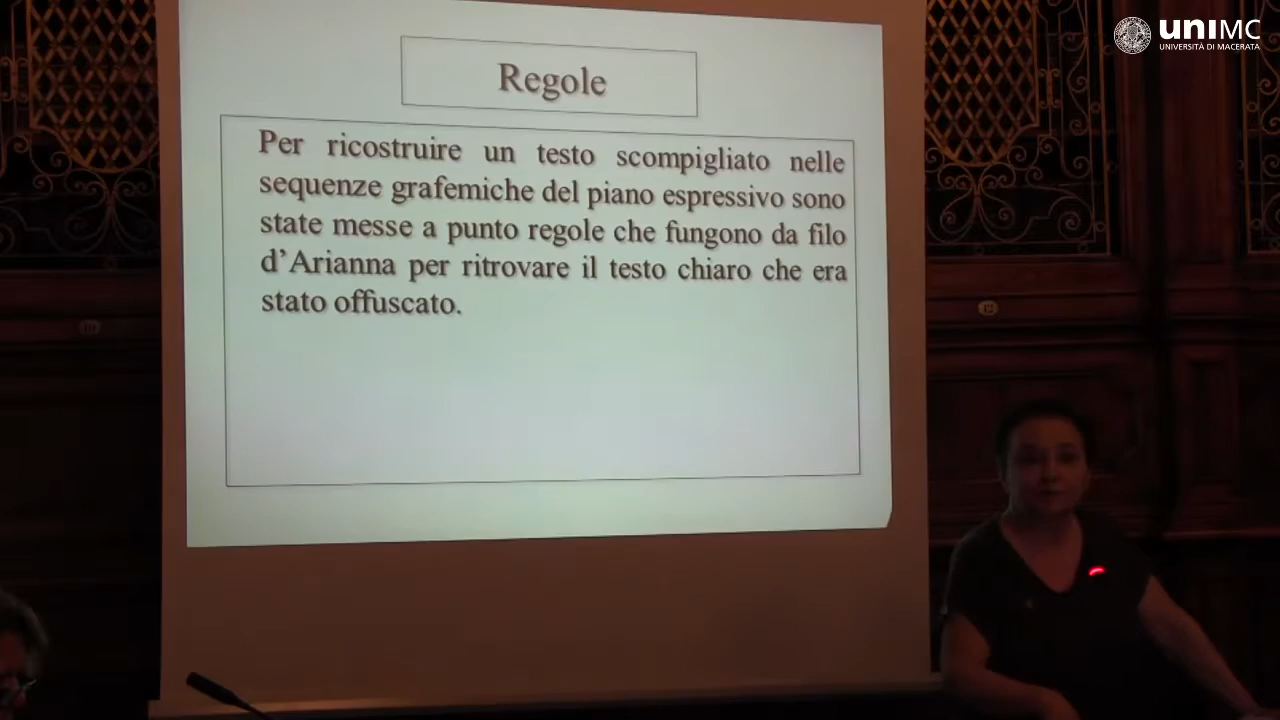 uniMC
UNIVERSITÀ DI MACERATA
Regole
Per ricostruire un testo scompigliato nelle
sequenze grafemiche del piano espressivo sono
state messe a punto regole che fungono da filo
d’Arianna per ritrovare il testo chiaro che era
stato offuscato.
12